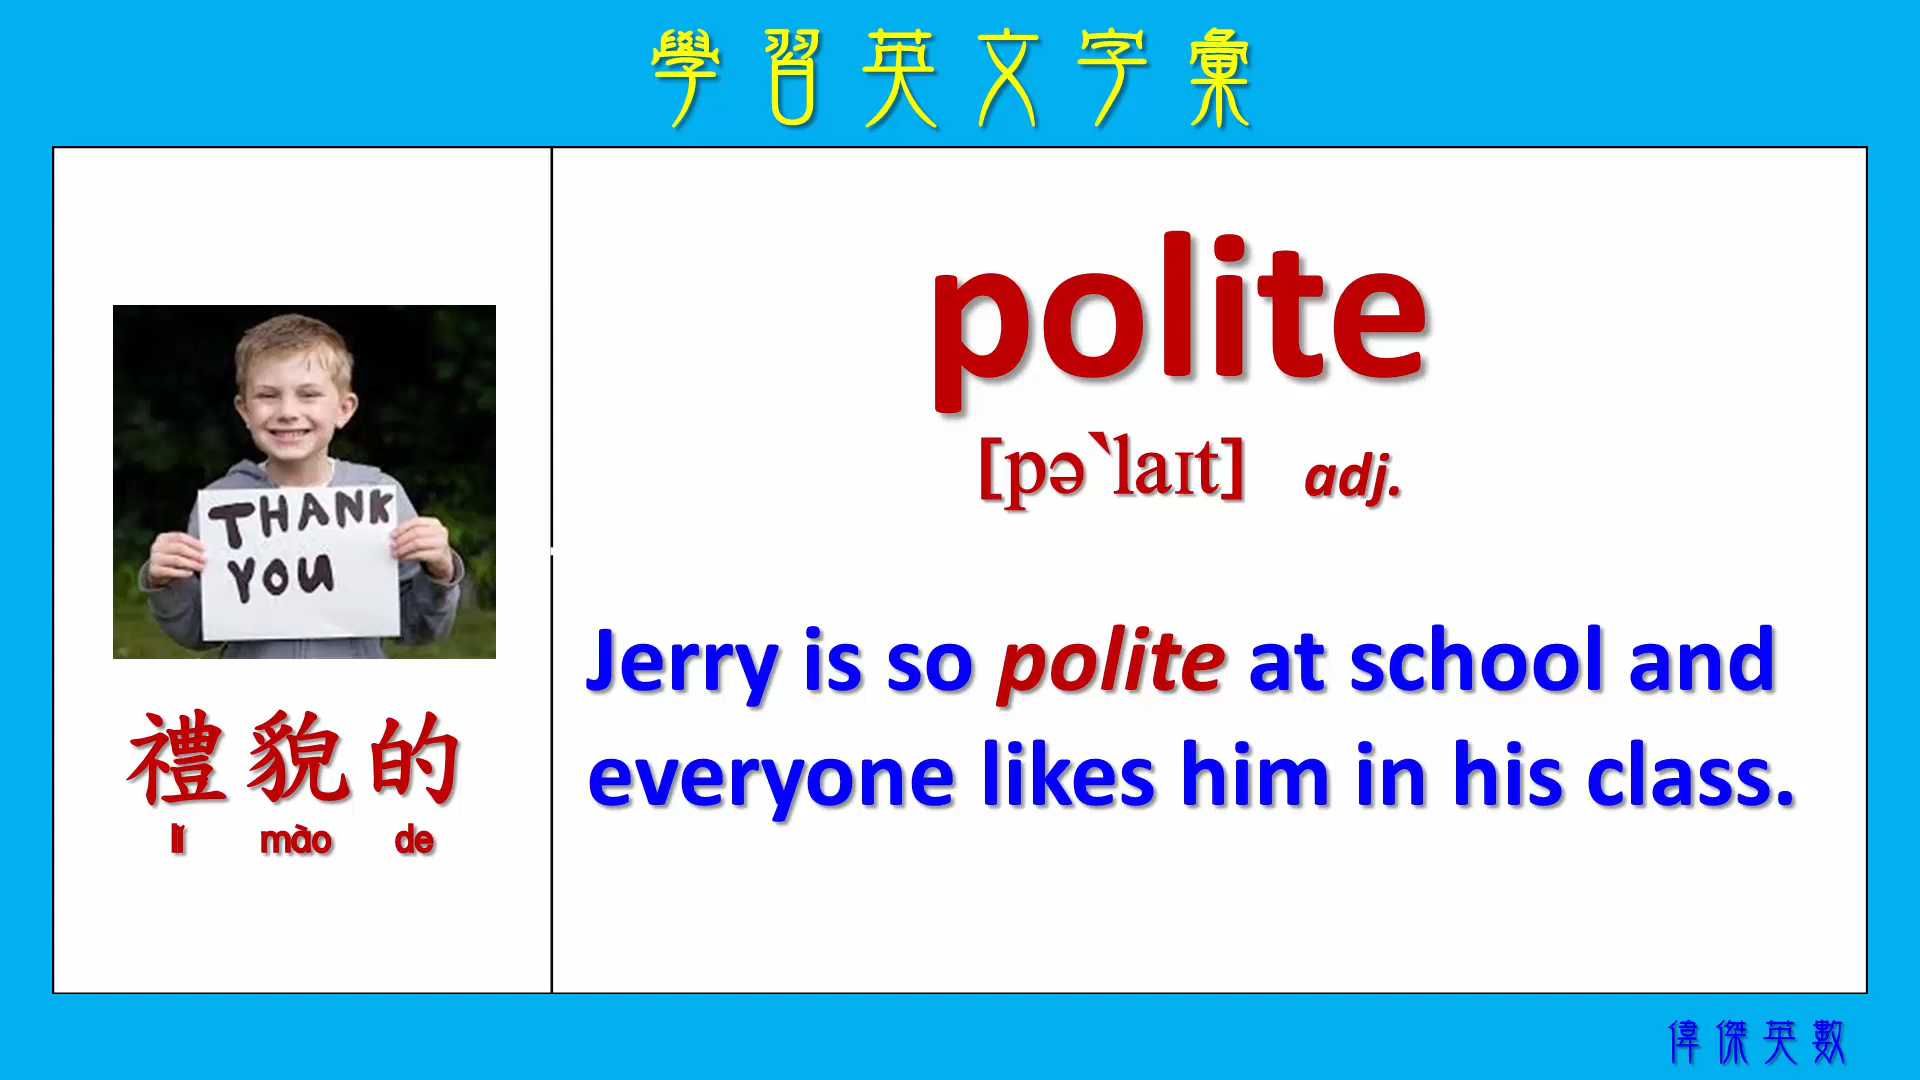 學習英文字彙
THANK
YOU
禮貌的
lǐ mào de
polite
[pəˋlaɪt] adj.
Jerry is so polite at school and
everyone likes him in his class.
偉傑英數